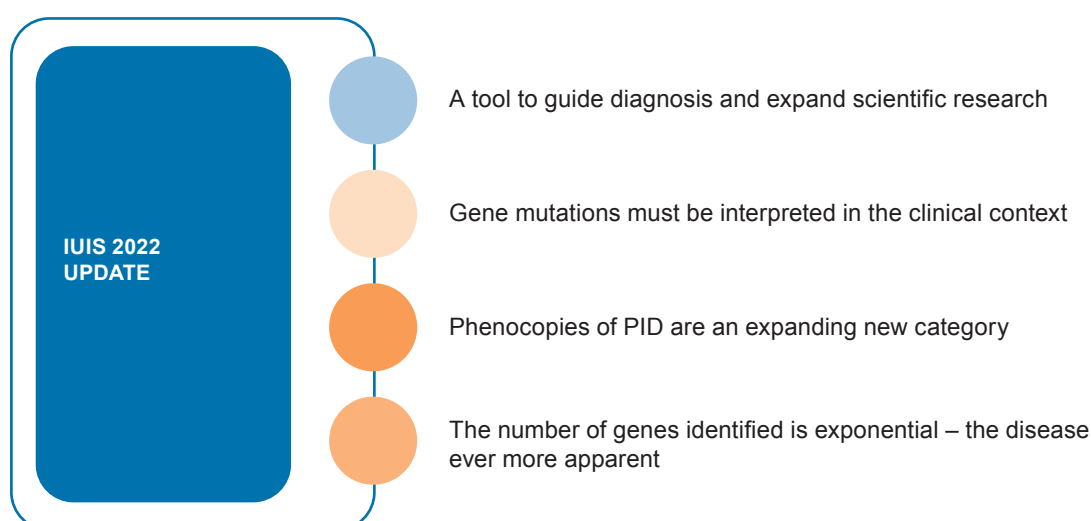 IUIS 2022
UPDATE
A tool to guide diagnosis and expand scientific research
Gene mutations must be interpreted in the clinical context
Phenocopies of PID are an expanding new category
The number of genes identified is exponential – the disease
ever more apparent